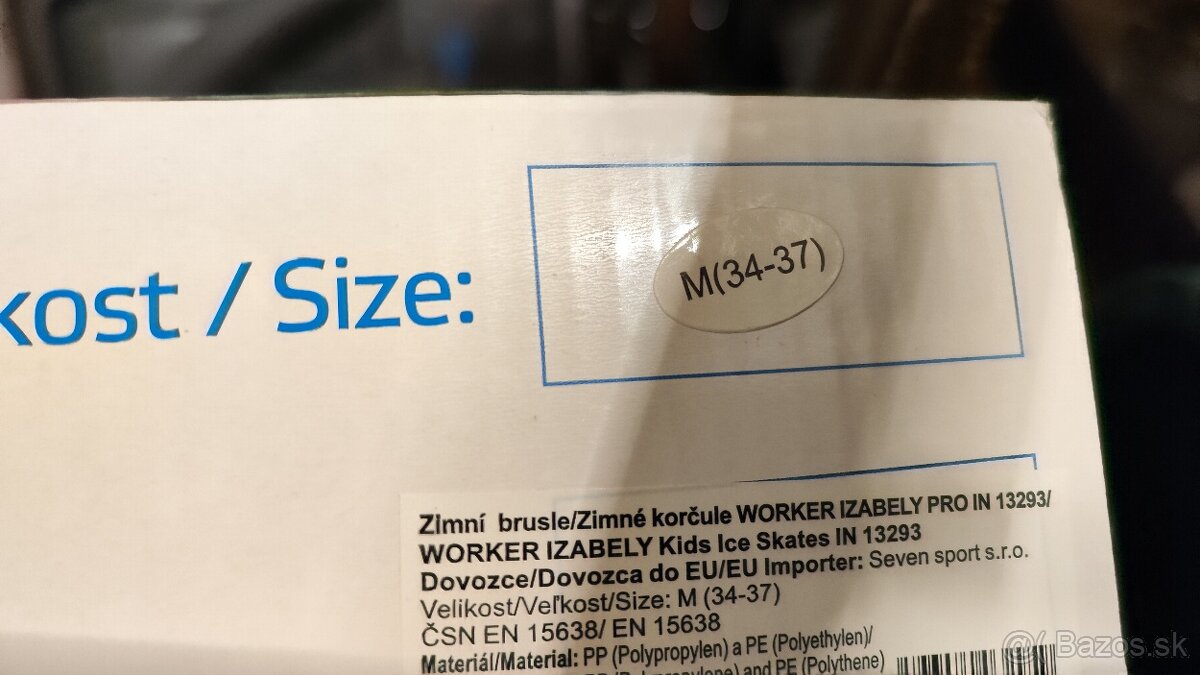 kost / Size:
M(34-37)
Zimní brusle/Zimné korčule WORKER IZABELY PRO IN 13293/
WORKER IZABELY Kids Ice Skates IN 13293
Dovozce/Dovozca do EU/EU Importer: Seven sport s.r.o.
Velikost/Veľkosť/Size: M (34-37)
ČSN EN 15638/ EN 15638
Materiál/Material: PP (Polypropylen) a PE (Polyethylen)/
and PE (Polythene)
Bazos.sk